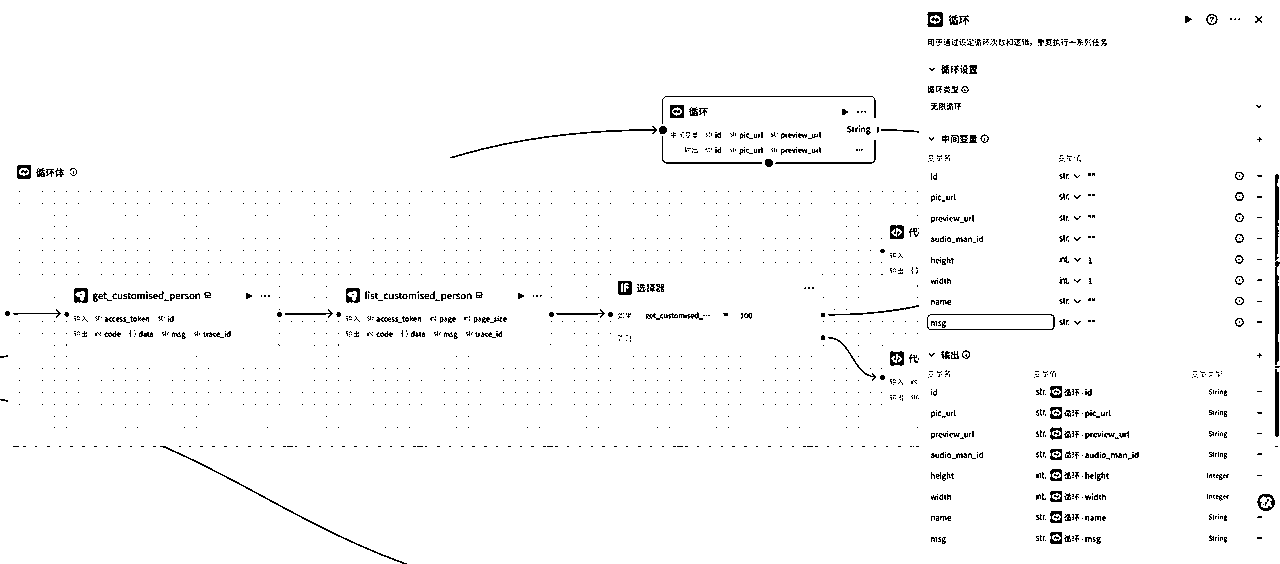 循环
用于通过设定循环次数和逻辑，重复执行一系列任务
循环设置
循环类型
无限循环
中间变量
变量名 变量值
id str. ""
pic_url str. ""
preview_url str. ""
audio_man_id str. ""
height int. 1
width int. 1
name str. ""
msg str. ""
输出
变量名 变量值 变量类型
id str. 循环 - id String
pic_url str. 循环 - pic_url String
preview_url str. 循环 - preview_url String
audio_man_id str. 循环 - audio_man_id String
height int. 循环 - height Integer
width int. 循环 - width Integer
name str. 循环 - name String
msg str. 循环 - msg String
循环
中间变量 str. id str. pic_url str. preview_url String
输出 str. id str. pic_url str. preview_url ...
循环体
get_customised_person
输入 str. access_token str. id
输出 code {} data str. msg str. trace_id
list_customised_person
输入 str. access_token page page_size
输出 code {} data str. msg str. trace_id
IF 选择器
如果 get_customised_... = 100
否则
代
输入
输出 {}
代
输入
输出